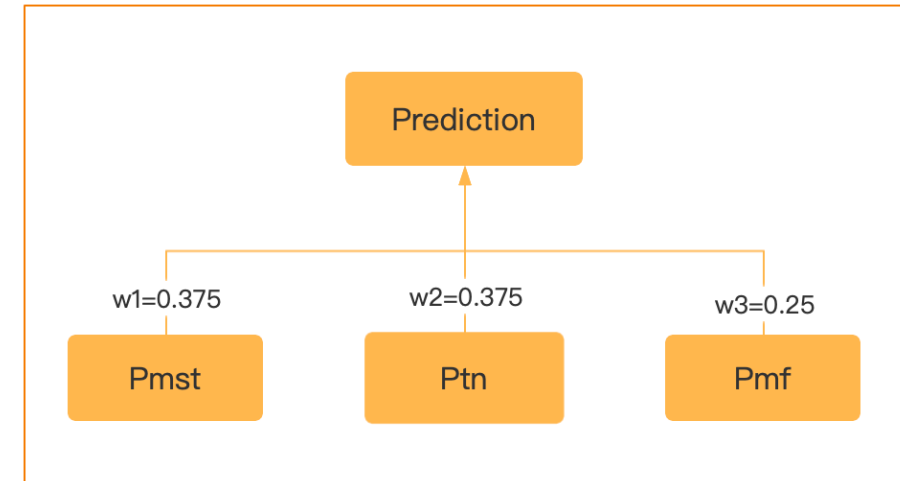 Prediction
w1=0.375
w2=0.375
w3=0.25
Pmst
Ptn
Pmf